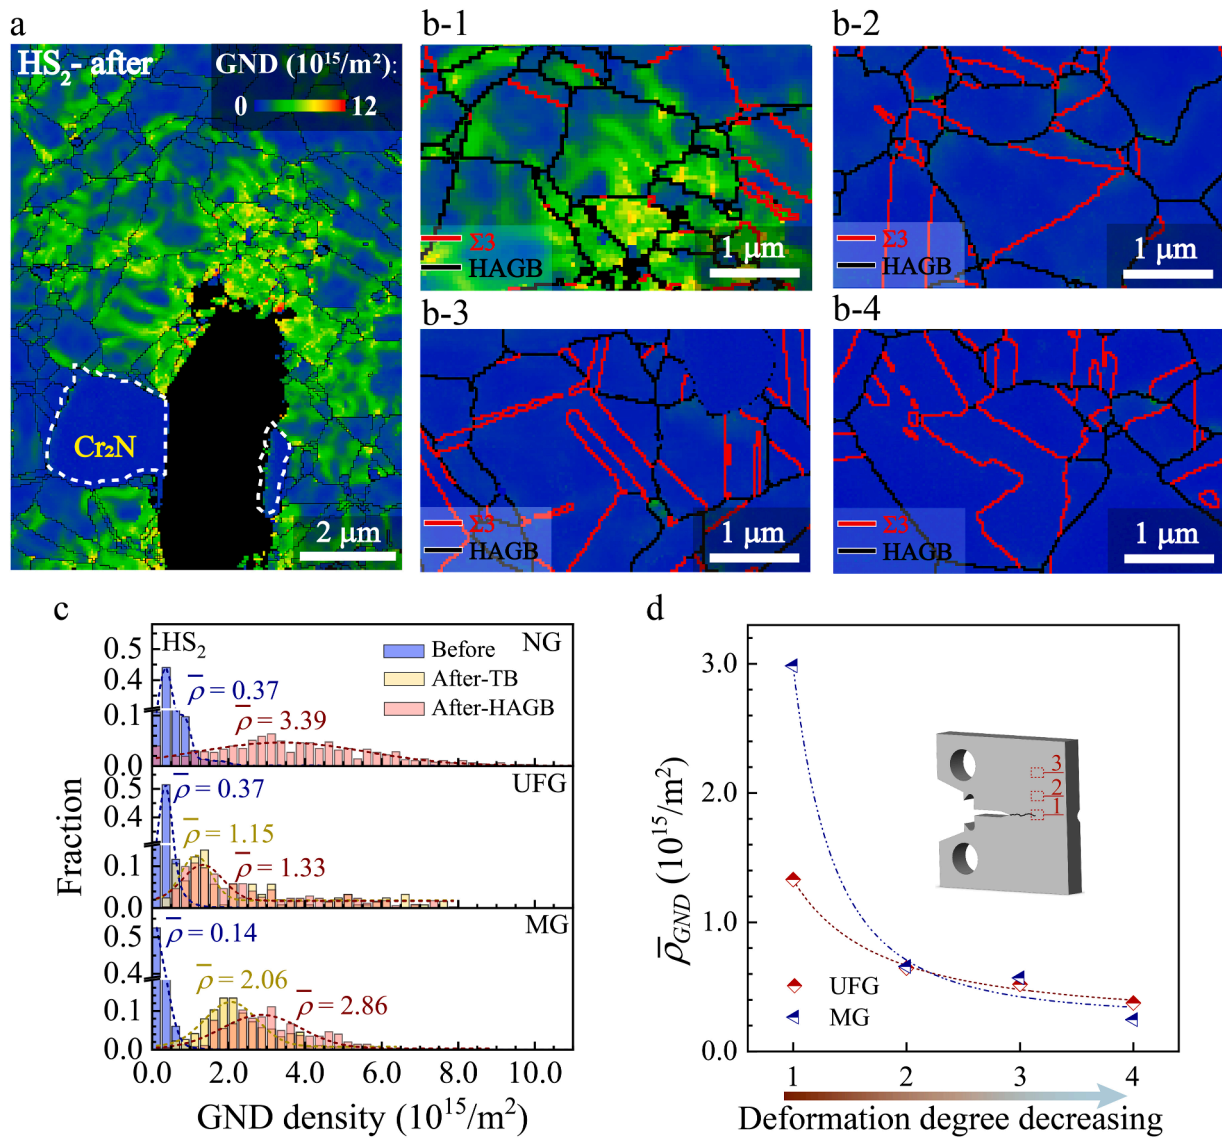 a
HS₂- after
GND (10¹⁵/m²):
0 12
Cr₂N
2 μm
b-1
Σ3
HAGB
1 μm
b-2
Σ3
HAGB
1 μm
b-3
Σ3
HAGB
1 μm
b-4
Σ3
HAGB
1 μm
c
HS₂
NG
Before
After-TB
After-HAGB
ρ̅ = 0.37
ρ̅ = 3.39
0.5
0.4
0.1
0.0
UFG
ρ̅ = 0.37
ρ̅ = 1.15
ρ̅ = 1.33
0.5
0.4
0.1
0.0
MG
ρ̅ = 0.14
ρ̅ = 2.06
ρ̅ = 2.86
0.5
0.4
0.1
0.0
Fraction
0.0 2.0 4.0 6.0 8.0 10.0
GND density (10¹⁵/m²)
d
3.0
2.0
1.0
0.0
ρ̅GND (10¹⁵/m²)
3
2
1
UFG
MG
1 2 3 4
Deformation degree decreasing